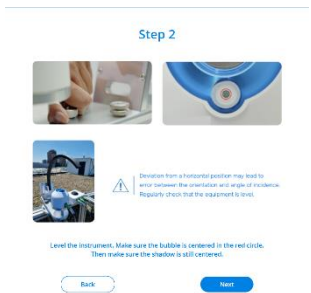 Step 2
Deviation from a horizontal position may lead to
error between the orientation and angle of incidence.
Regularly check that the equipment is level.
Level the instrument. Make sure the bubble is centered in the red circle.
Then make sure the shadow is still centered.
Back
Next